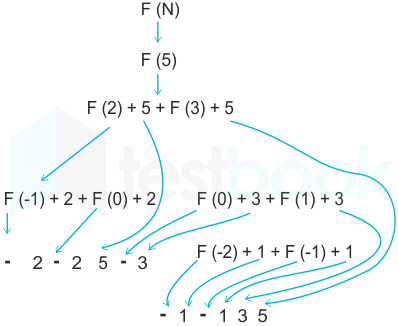 F (N)
F (5)
F (2) + 5 + F (3) + 5
testbook
F (-1) + 2 + F (0) + 2 F (0) + 3 + F (1) + 3
F (-2) + 1 + F (-1) + 1
- 2 - 2 5 - 3
- 1 - 1 3 5